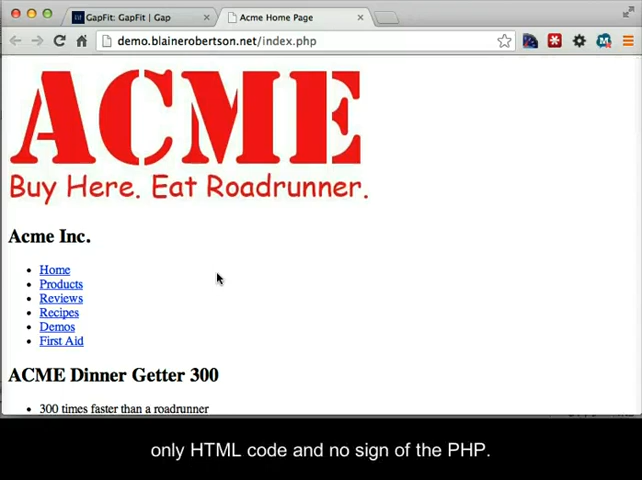 GapFit: GapFit | Gap
Acme Home Page
demo.blainerobertson.net/index.php
ACME
Buy Here. Eat Roadrunner.
Acme Inc.
Home
Products
Reviews
Recipes
Demos
First Aid
ACME Dinner Getter 300
300 times faster than a roadrunner
only HTML code and no sign of the PHP.